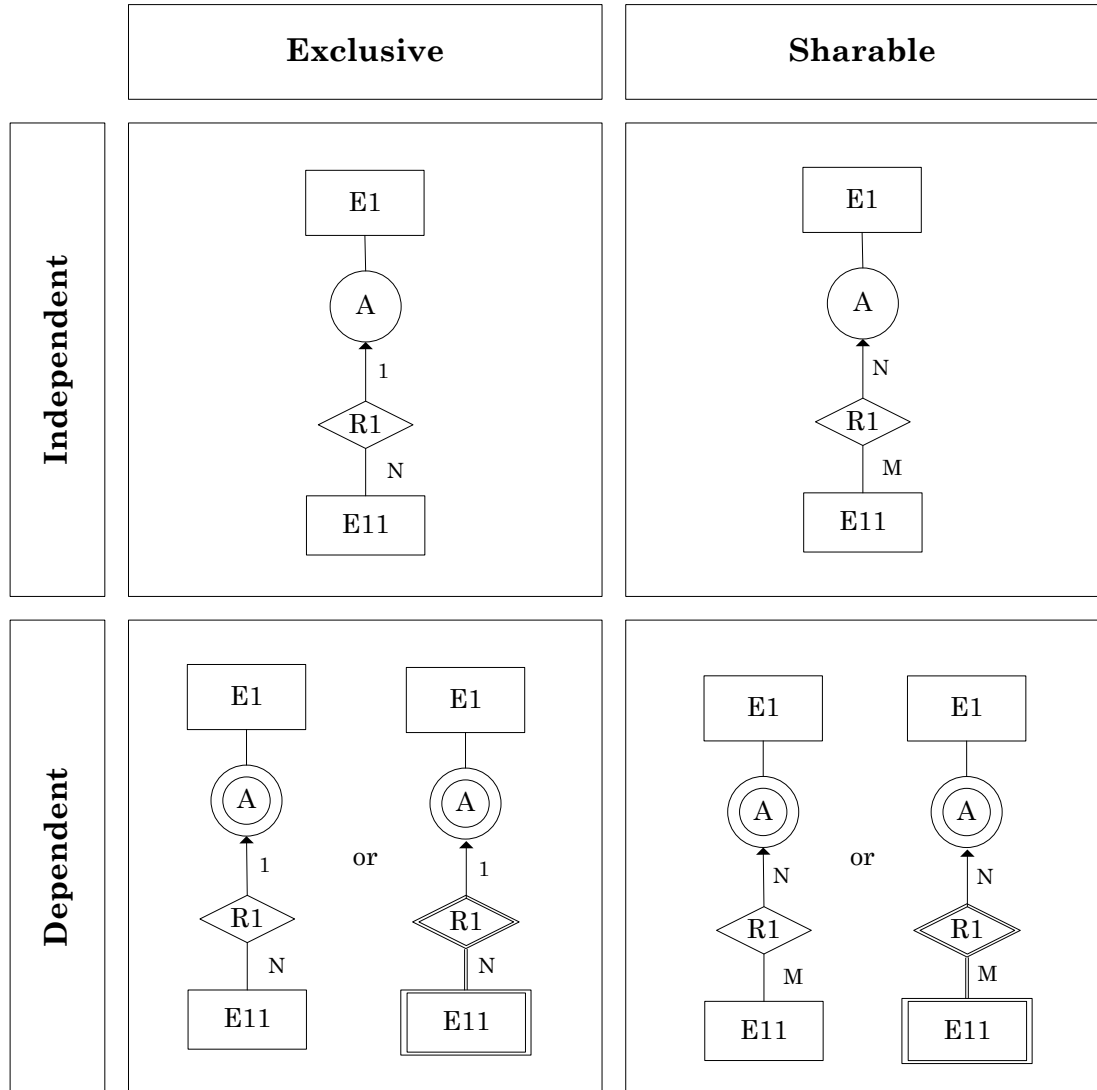 Exclusive
Sharable
Independent
E1
A
1
R1
N
E11
E1
A
N
R1
M
E11
Dependent
E1
A
1
R1
N
E11
or
E1
A
1
R1
N
E11
E1
A
N
R1
M
E11
or
E1
A
N
R1
M
E11